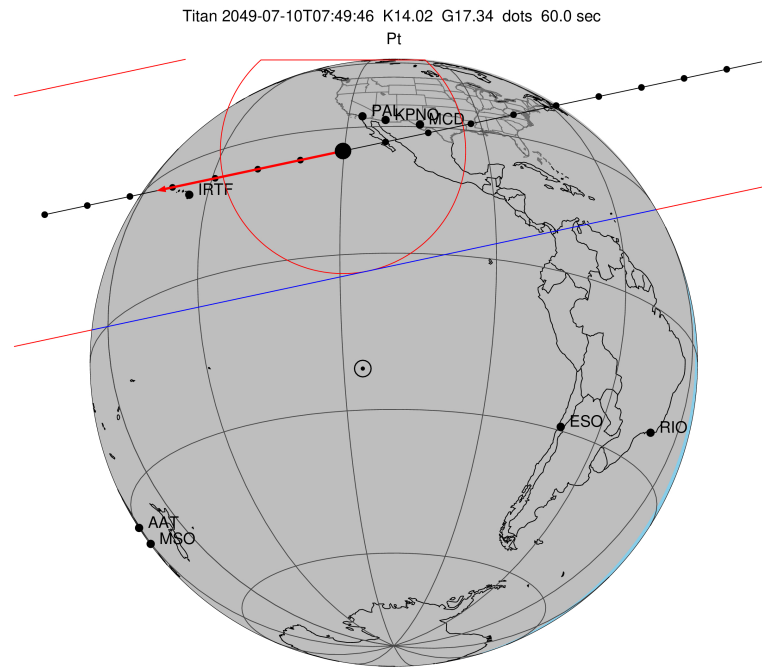 Titan 2049-07-10T07:49:46 K14.02 G17.34 dots 60.0 sec
Pt
PAL
KPNO
MCD
IRTF
ESO
RIO
AAT
MSO